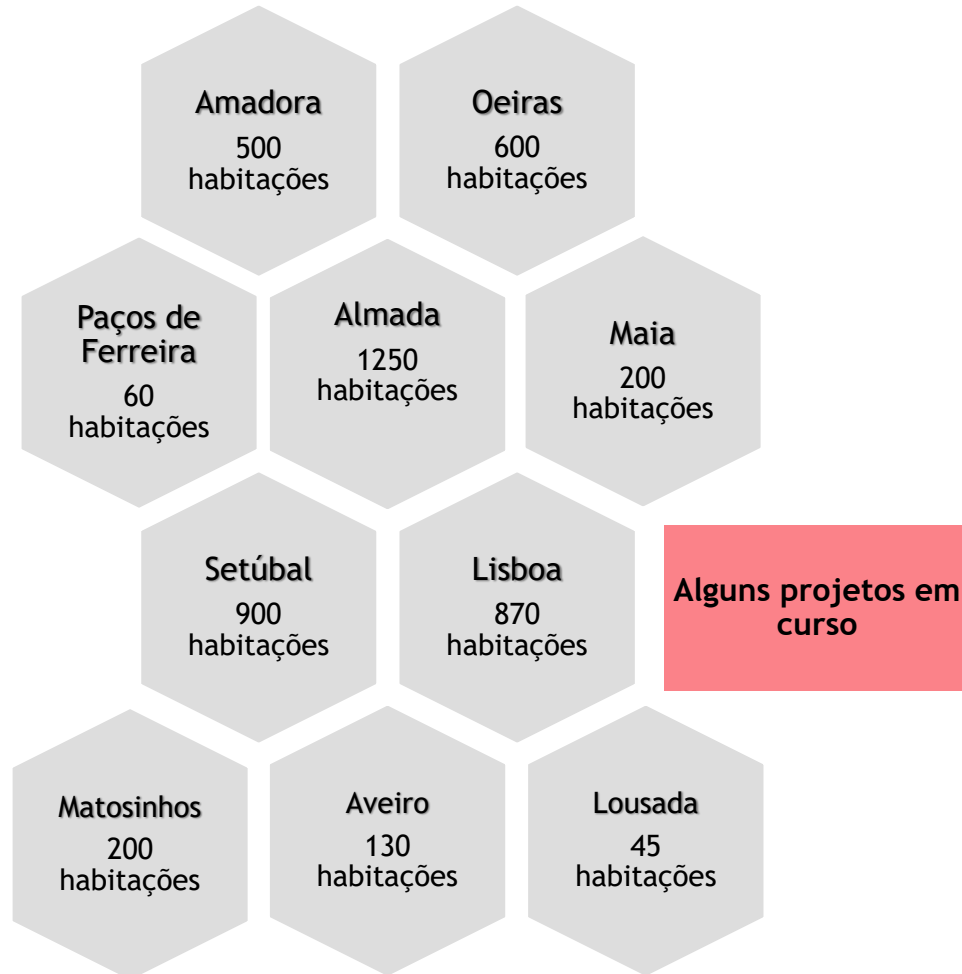 Amadora
500
habitações
Oeiras
600
habitações
Paços de
Ferreira
60
habitações
Almada
1250
habitações
Maia
200
habitações
Setúbal
900
habitações
Lisboa
870
habitações
Alguns projetos em
curso
Matosinhos
200
habitações
Aveiro
130
habitações
Lousada
45
habitações